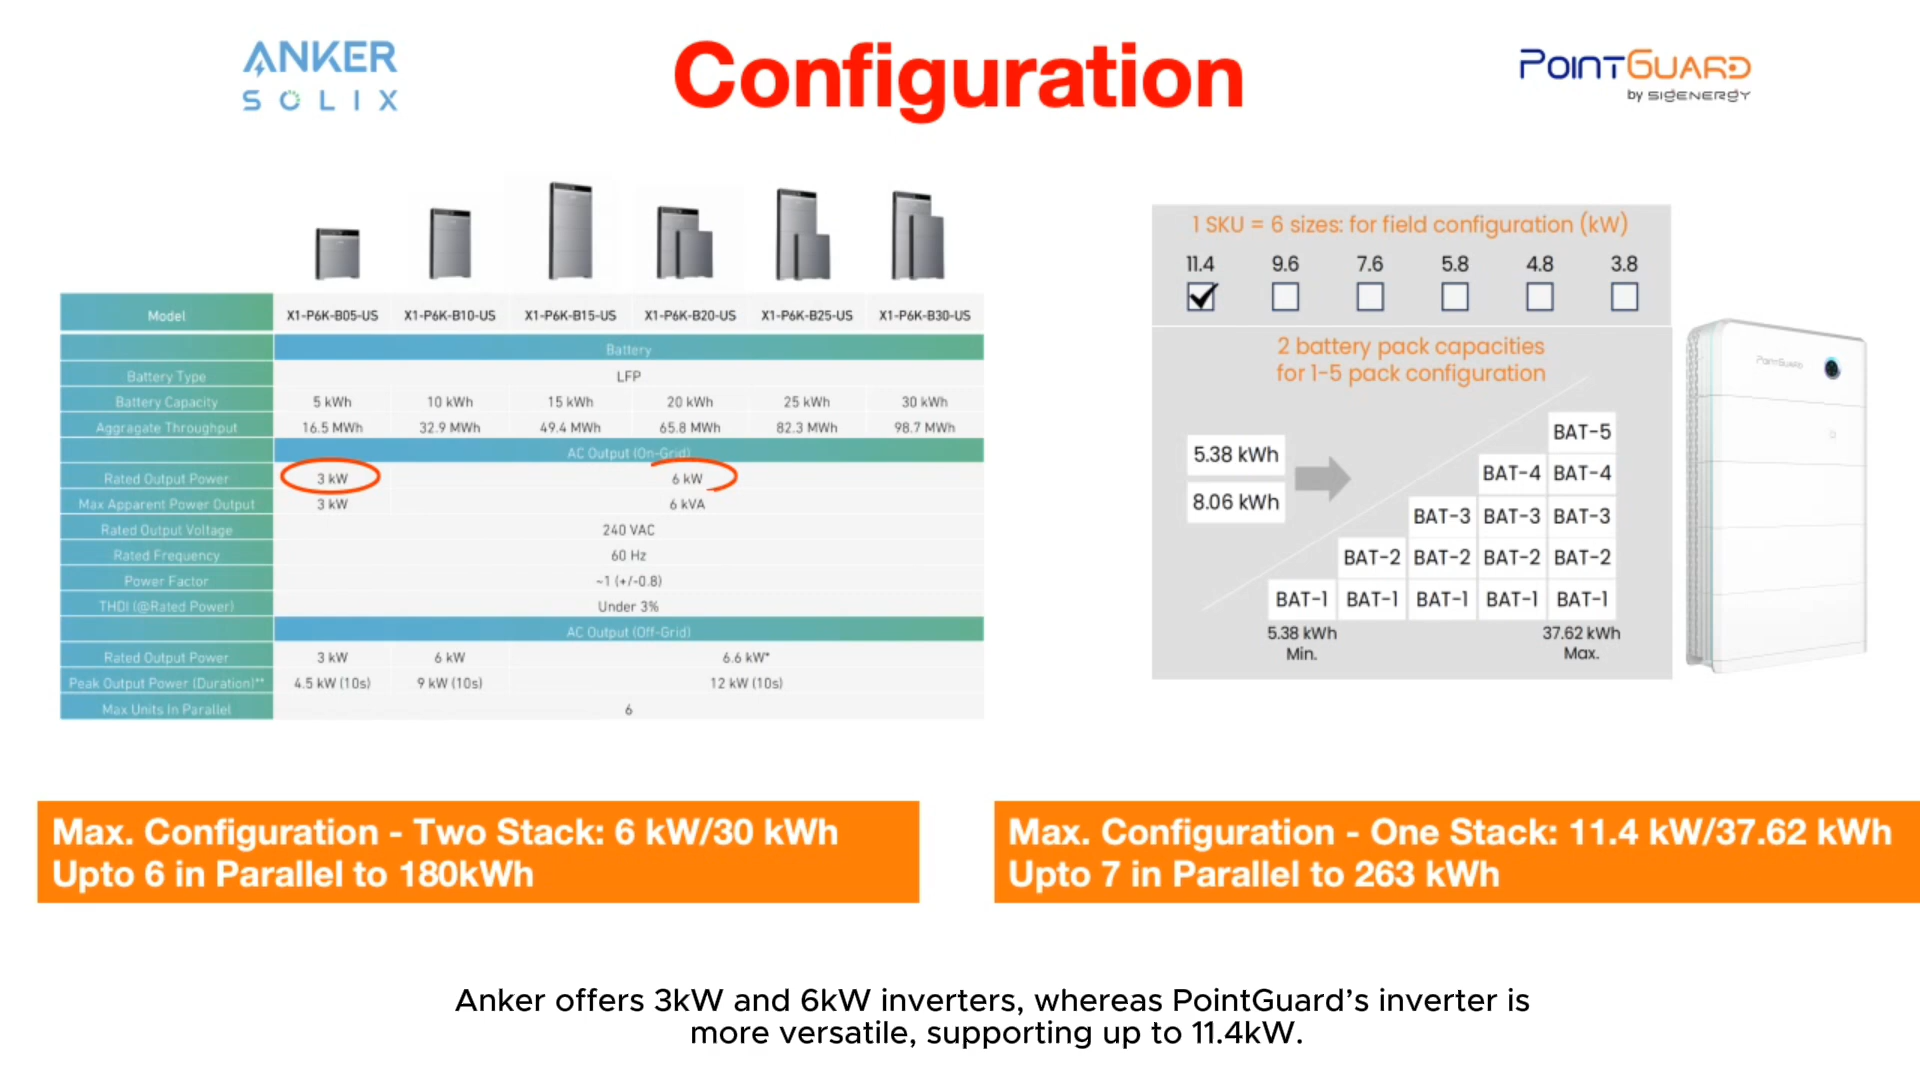 ANKER
SOLIX
Configuration
POINTGUARD
by SIGENERGY
Model X1-P6K-B05-US X1-P6K-B10-US X1-P6K-B15-US X1-P6K-B20-US X1-P6K-B25-US X1-P6K-B30-US
Battery
Battery Type LFP
Battery Capacity 5 kWh 10 kWh 15 kWh 20 kWh 25 kWh 30 kWh
Aggragate Throughput 16.5 MWh 32.9 MWh 49.4 MWh 65.8 MWh 82.3 MWh 98.7 MWh
AC Output (On-Grid)
Rated Output Power 3 kW 6 kW
Max Apparent Power Output 3 kW 6 kVA
Rated Output Voltage 240 VAC
Rated Frequency 60 Hz
Power Factor ~1 (+/-0.8)
THDI (@Rated Power) Under 3%
AC Output (Off-Grid)
Rated Output Power 3 kW 6 kW 6.6 kW*
Peak Output Power (Duration)** 4.5 kW (10s) 9 kW (10s) 12 kW (10s)
Max Units In Parallel 6
1 SKU = 6 sizes: for field configuration (kW)
11.4 9.6 7.6 5.8 4.8 3.8
2 battery pack capacities
for 1-5 pack configuration
5.38 kWh
8.06 kWh
BAT-5
BAT-4 BAT-4
BAT-3 BAT-3 BAT-3
BAT-2 BAT-2 BAT-2 BAT-2
BAT-1 BAT-1 BAT-1 BAT-1 BAT-1
5.38 kWh 37.62 kWh
Min. Max.
POINTGUARD
Max. Configuration - Two Stack: 6 kW/30 kWh
Upto 6 in Parallel to 180kWh
Max. Configuration - One Stack: 11.4 kW/37.62 kWh
Upto 7 in Parallel to 263 kWh
Anker offers 3kW and 6kW inverters, whereas PointGuard’s inverter is
more versatile, supporting up to 11.4kW.